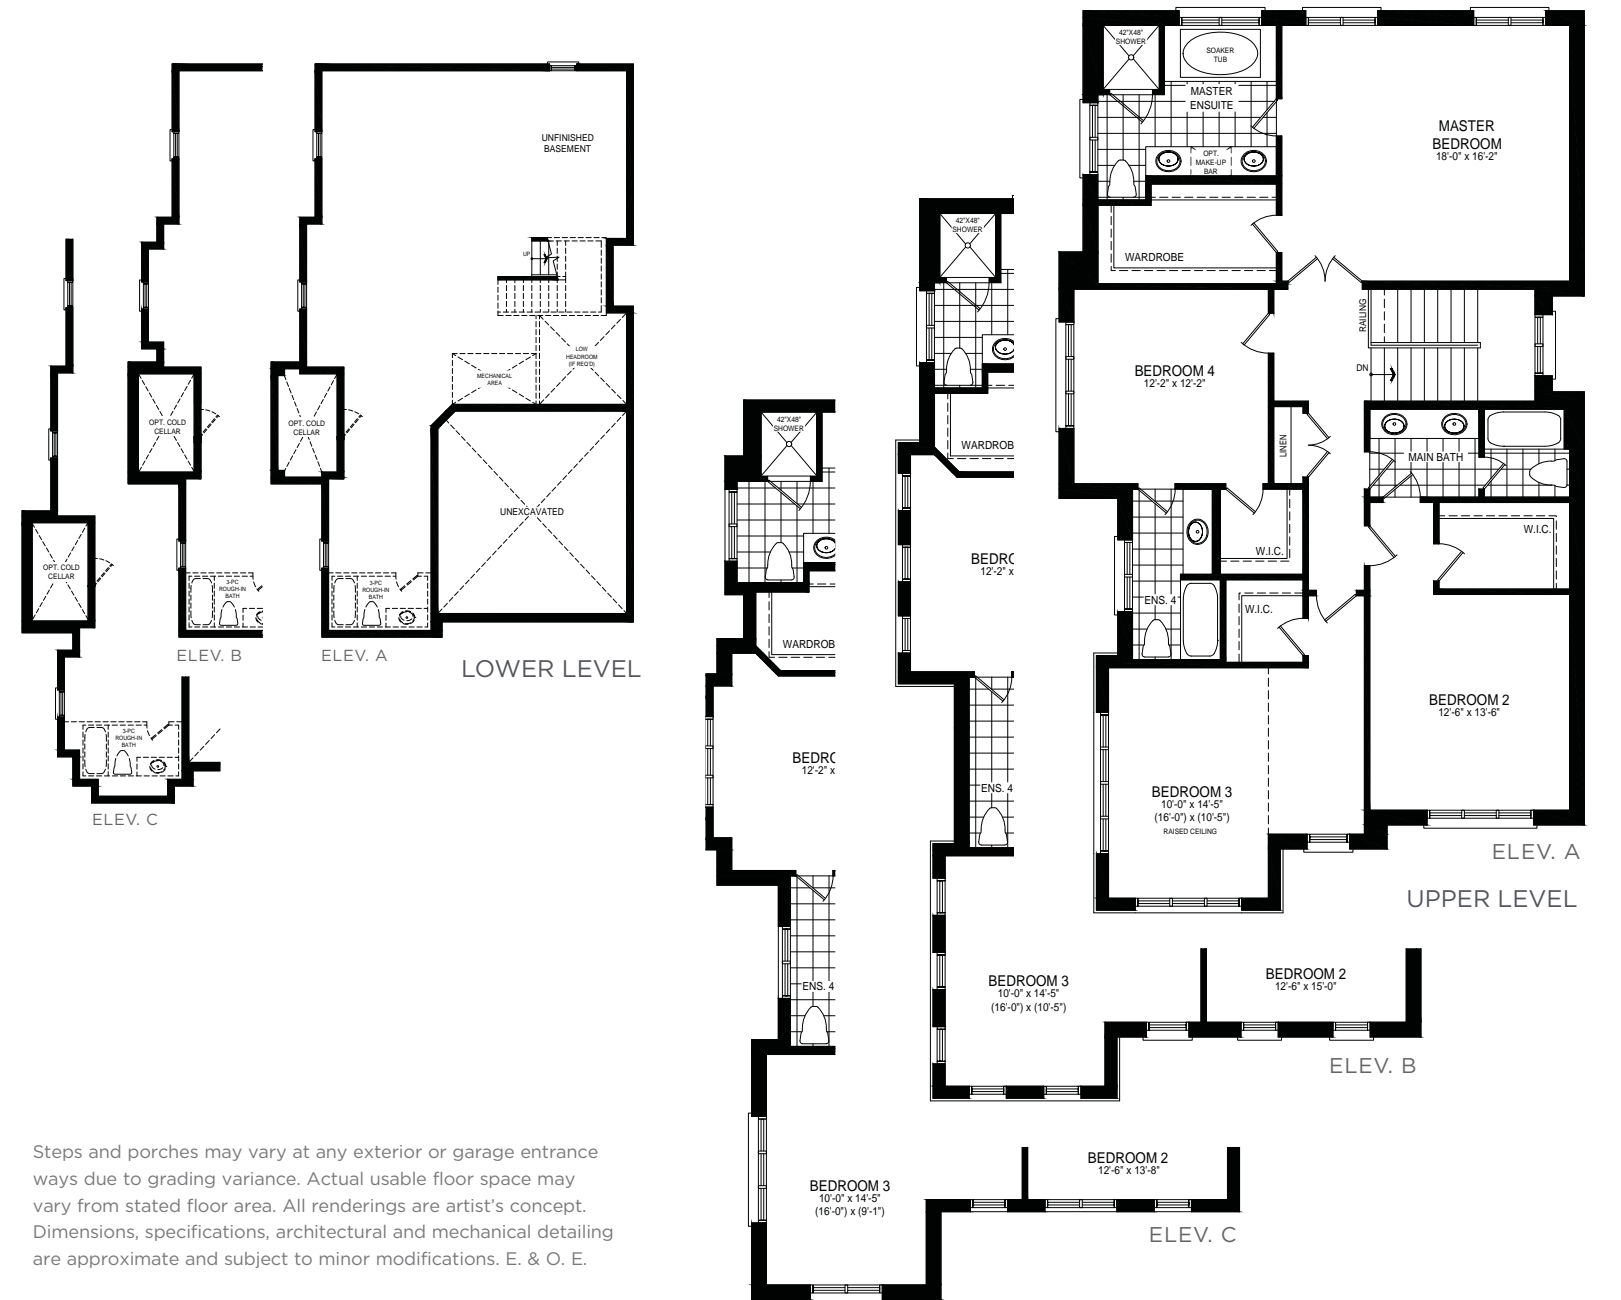 UNFINISHED
BASEMENT
UP
LOW
HEADROOM
(IF REQ'D)
MECHANICAL
AREA
OPT. COLD
CELLAR
OPT. COLD
CELLAR
OPT. COLD
CELLAR
UNEXCAVATED
3-PC
ROUGH-IN
BATH
3-PC
ROUGH-IN
BATH
ELEV. B
ELEV. A
LOWER LEVEL
3-PC
ROUGH-IN
BATH
ELEV. C
42"X48"
SHOWER
SOAKER
TUB
MASTER
ENSUITE
OPT.
MAKE-UP
BAR
MASTER
BEDROOM
18'-0" x 16'-2"
WARDROBE
RAILING
DN
BEDROOM 4
12'-2" x 12'-2"
LINEN
MAIN BATH
W.I.C.
W.I.C.
ENS. 4
W.I.C.
BEDROOM 2
12'-6" x 13'-6"
BEDROOM 3
10'-0" x 14'-5"
(16'-0") x (10'-5")
RAISED CEILING
ELEV. A
UPPER LEVEL
42"X48"
SHOWER
WARDROB
BEDRC
12'-2" x
ENS. 4
BEDROOM 3
10'-0" x 14'-5"
(16'-0") x (10'-5")
BEDROOM 2
12'-6" x 15'-0"
ELEV. B
42"X48"
SHOWER
WARDROB
BEDRC
12'-2" x
ENS. 4
BEDROOM 3
10'-0" x 14'-5"
(16'-0") x (9'-1")
BEDROOM 2
12'-6" x 13'-8"
ELEV. C
Steps and porches may vary at any exterior or garage entrance
ways due to grading variance. Actual usable floor space may
vary from stated floor area. All renderings are artist's concept.
Dimensions, specifications, architectural and mechanical detailing
are approximate and subject to minor modifications. E. & O. E.